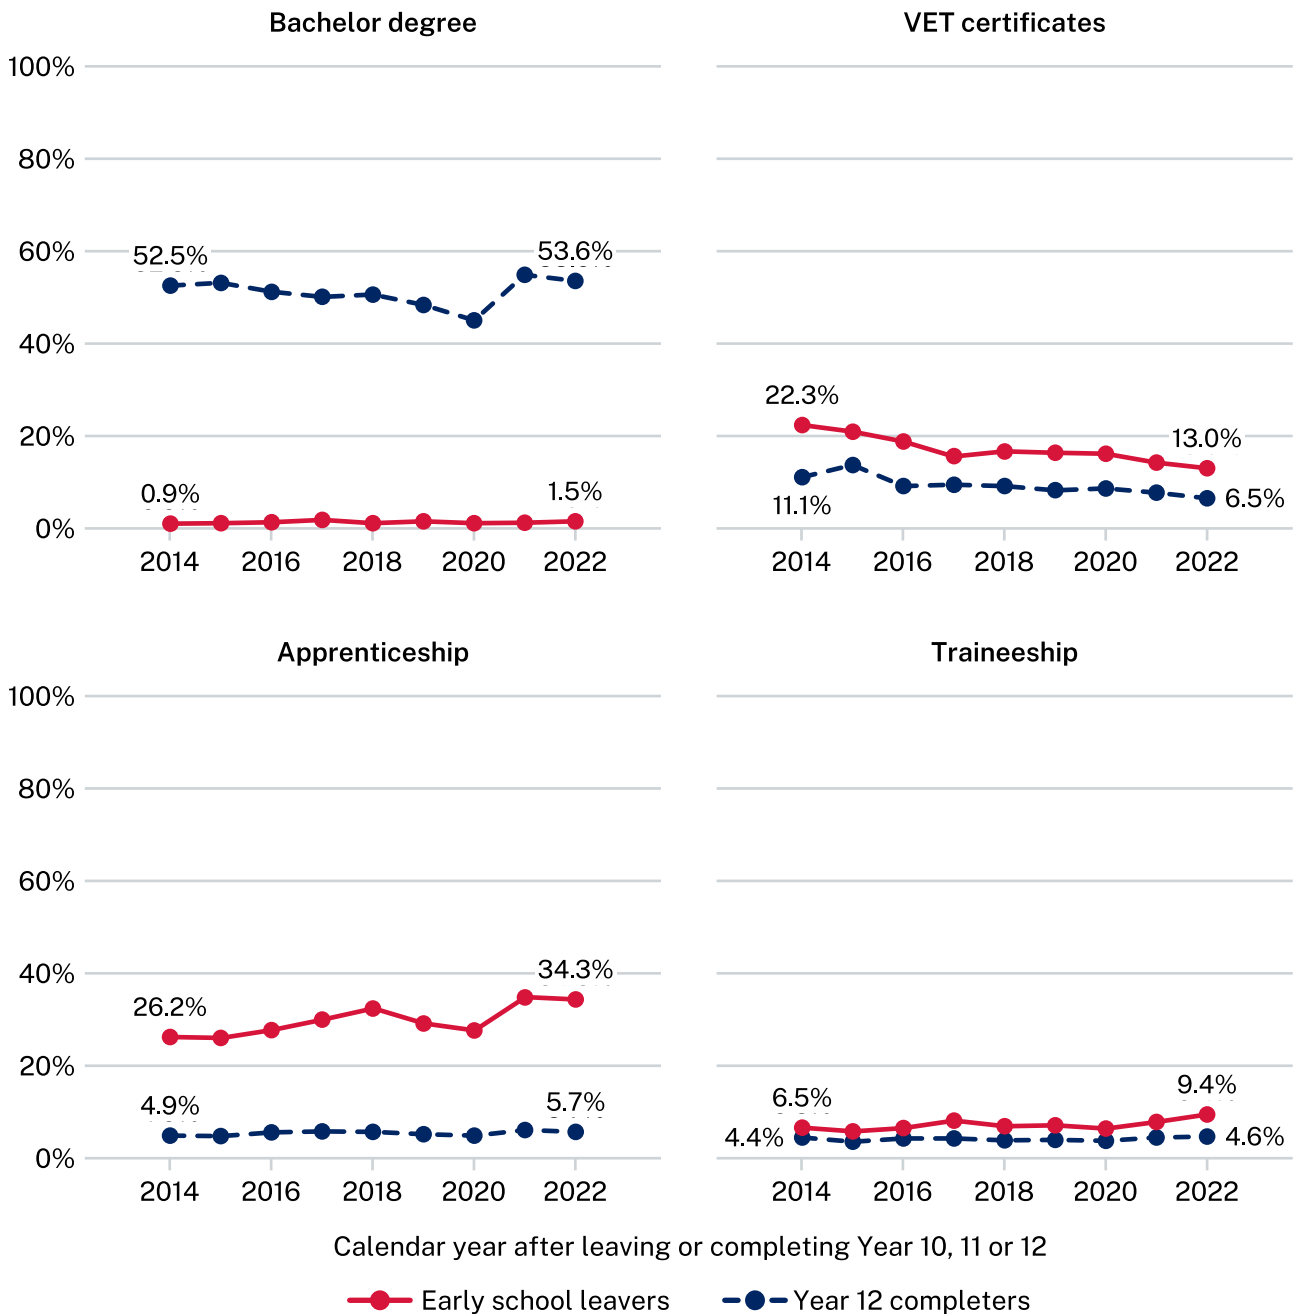 Bachelor degree
VET certificates
100%
80%
60%
40%
20%
0%
52.5%
53.6%
0.9%
1.5%
2014 2016 2018 2020 2022
22.3%
13.0%
11.1%
6.5%
2014 2016 2018 2020 2022
Apprenticeship
Traineeship
100%
80%
60%
40%
20%
0%
26.2%
34.3%
4.9%
5.7%
2014 2016 2018 2020 2022
6.5%
9.4%
4.4%
4.6%
2014 2016 2018 2020 2022
Calendar year after leaving or completing Year 10, 11 or 12
Early school leavers Year 12 completers